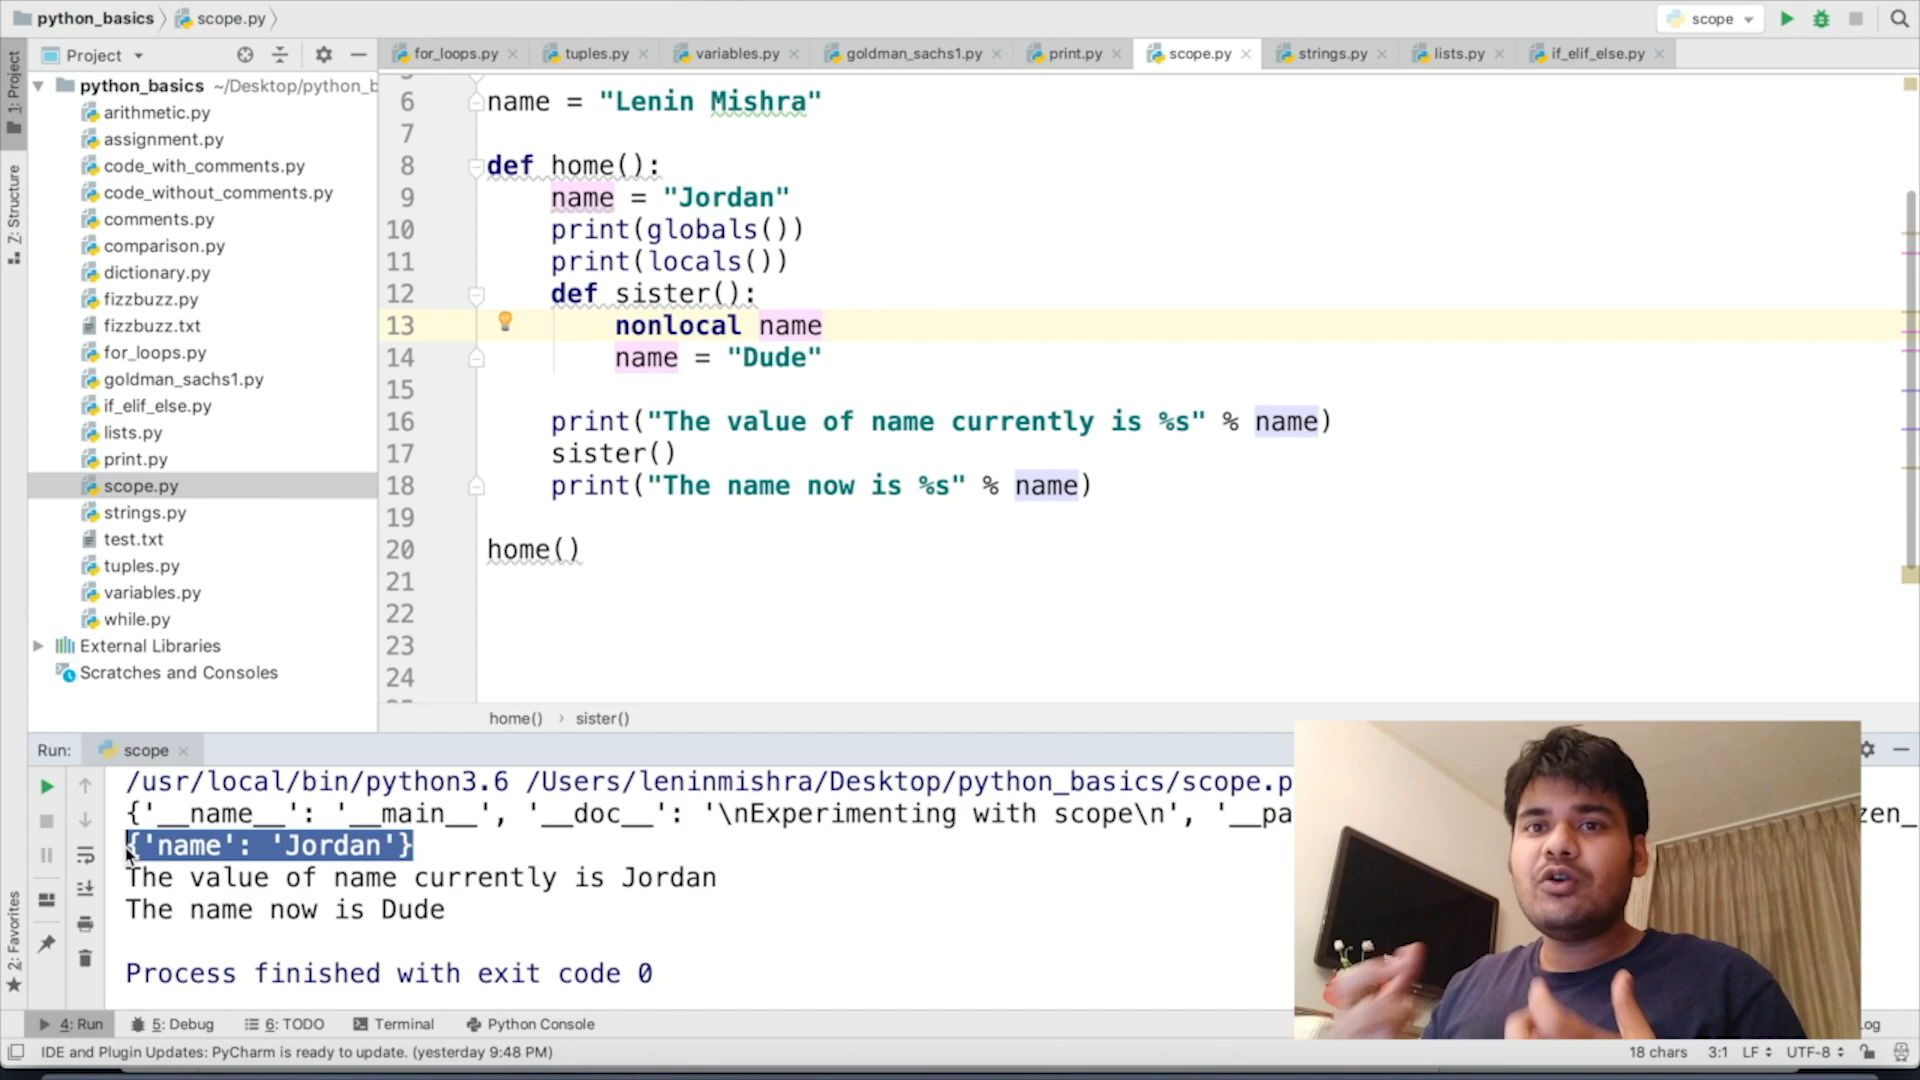 python_basics scope.py scope
Project
for_loops.py tuples.py variables.py goldman_sachs1.py print.py scope.py strings.py lists.py if_elif_else.py
1: Project
7: Structure
2: Favorites
python_basics ~/Desktop/python_b
arithmetic.py
assignment.py
code_with_comments.py
code_without_comments.py
comments.py
comparison.py
dictionary.py
fizzbuzz.py
fizzbuzz.txt
for_loops.py
goldman_sachs1.py
if_elif_else.py
lists.py
print.py
scope.py
strings.py
test.txt
tuples.py
variables.py
while.py
External Libraries
Scratches and Consoles
6 name = "Lenin Mishra"
7
8 def home():
9 name = "Jordan"
10 print(globals())
11 print(locals())
12 def sister():
13 nonlocal name
14 name = "Dude"
15
16 print("The value of name currently is %s" % name)
17 sister()
18 print("The name now is %s" % name)
19
20 home()
21
22
23
24
home() › sister()
Run: scope
/usr/local/bin/python3.6 /Users/leninmishra/Desktop/python_basics/scope.p
{'__name__': '__main__', '__doc__': '\nExperimenting with scope\n', '__pa zen_
{'name': 'Jordan'}
The value of name currently is Jordan
The name now is Dude
Process finished with exit code 0
4: Run 5: Debug 6: TODO Terminal Python Console og
IDE and Plugin Updates: PyCharm is ready to update. (yesterday 9:48 PM) 18 chars 3:1 LF UTF-8